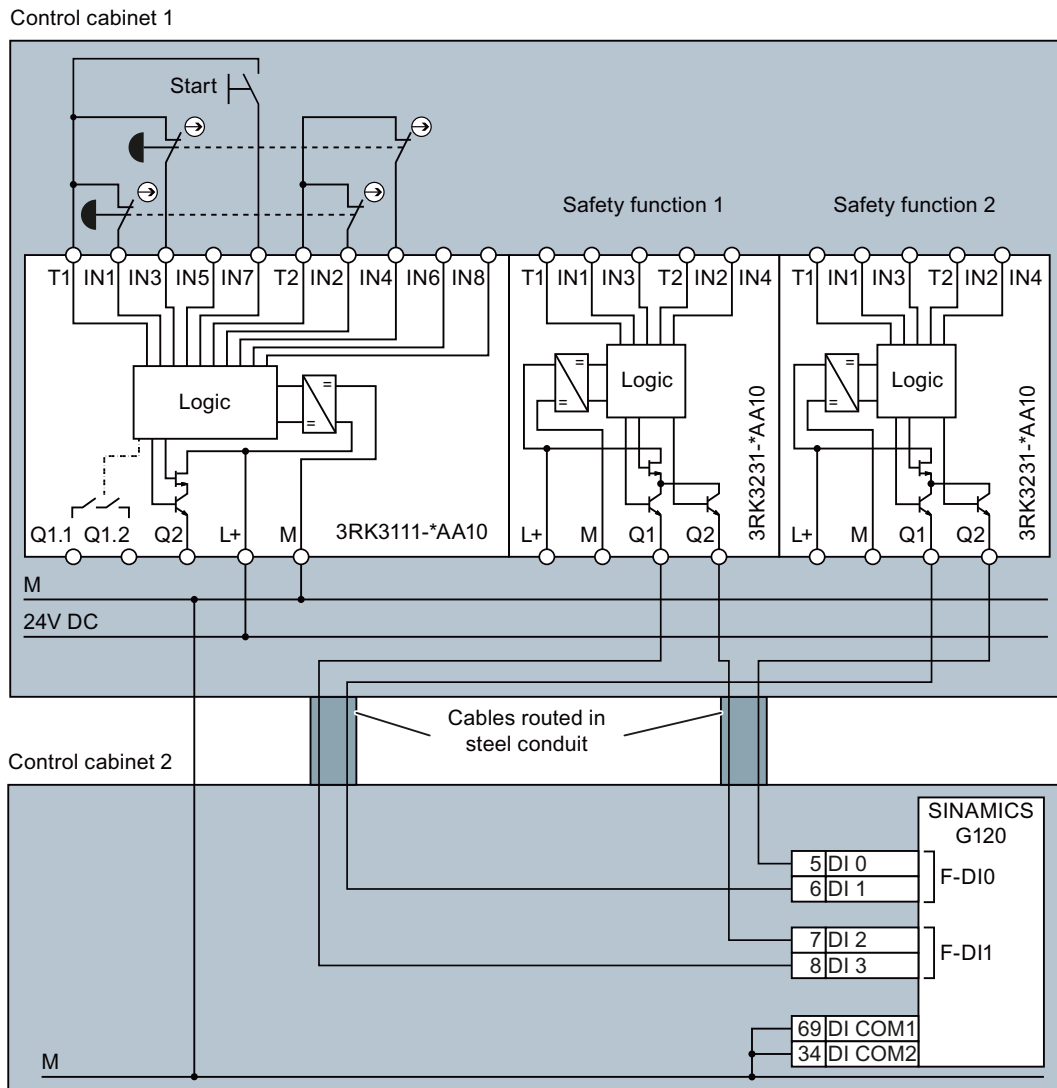 Control cabinet 1
Start
Safety function 1
Safety function 2
T1 IN1 IN3 IN5 IN7 T2 IN2 IN4 IN6 IN8
T1 IN1 IN3 T2 IN2 IN4
T1 IN1 IN3 T2 IN2 IN4
=
=
Logic
=
=
Logic
=
=
Logic
3RK3231-*AA10
3RK3231-*AA10
Q1.1 Q1.2 Q2 L+ M 3RK3111-*AA10
L+ M Q1 Q2
L+ M Q1 Q2
M
24V DC
Cables routed in
steel conduit
Control cabinet 2
SINAMICS
G120
5 DI 0
6 DI 1
F-DI0
7 DI 2
8 DI 3
F-DI1
69 DI COM1
34 DI COM2
M